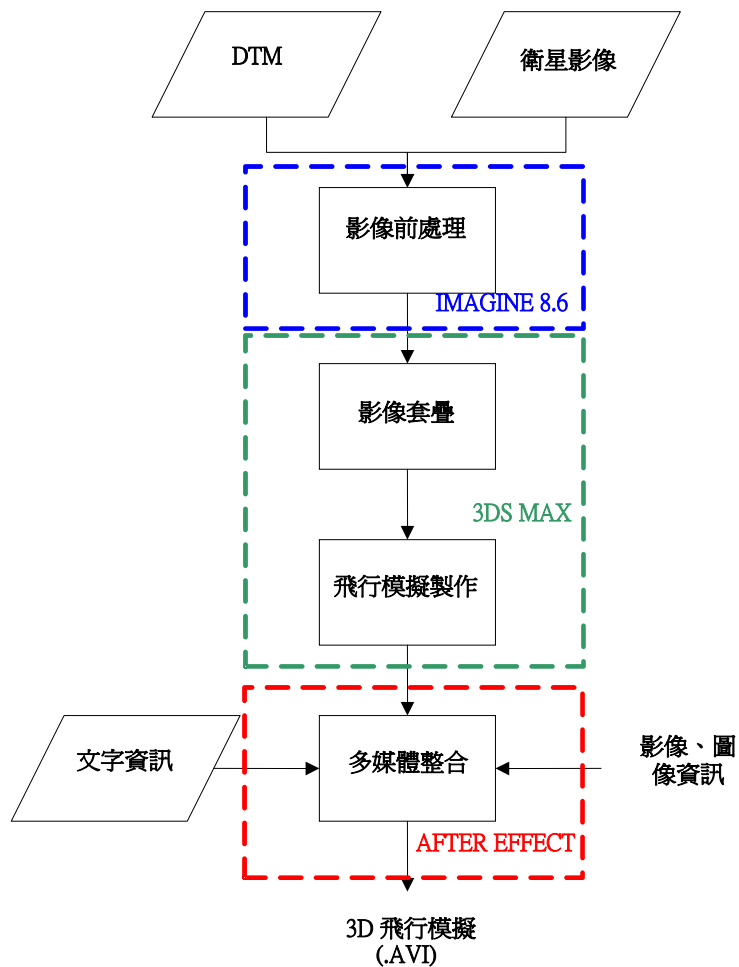 DTM
衛星影像
影像前處理
IMAGINE 8.6
影像套疊
3DS MAX
飛行模擬製作
文字資訊
多媒體整合
影像、圖
像資訊
AFTER EFFECT
3D 飛行模擬
(.AVI)